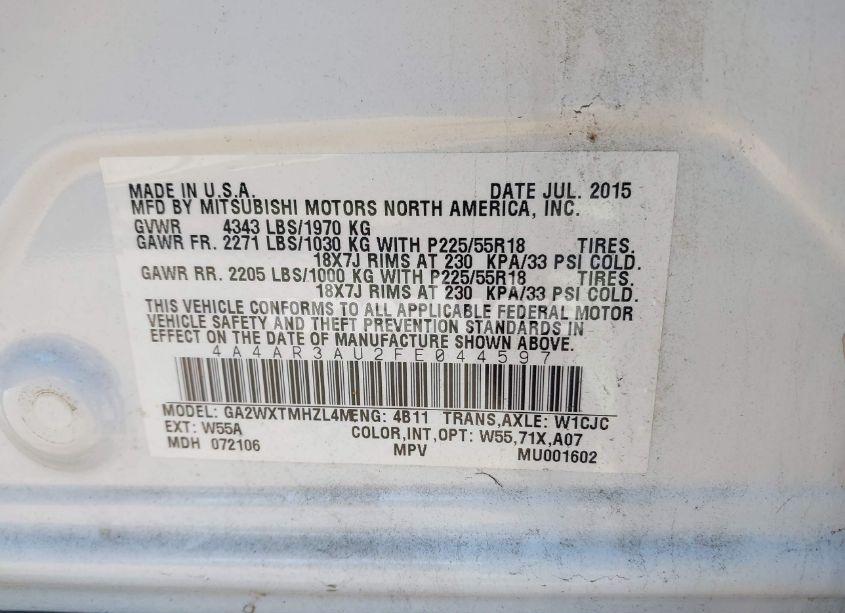 MADE IN U.S.A. DATE JUL. 2015
MFD BY MITSUBISHI MOTORS NORTH AMERICA, INC.
GVWR 4343 LBS/1970 KG
GAWR FR. 2271 LBS/1030 KG WITH P225/55R18 TIRES.
18X7J RIMS AT 230 KPA/33 PSI COLD.
GAWR RR. 2205 LBS/1000 KG WITH P225/55R18 TIRES.
18X7J RIMS AT 230 KPA/33 PSI COLD.
THIS VEHICLE CONFORMS TO ALL APPLICABLE FEDERAL MOTOR
VEHICLE SAFETY AND THEFT PREVENTION STANDARDS IN
EFFECT ON THE DATE OF MANUFACTURE SHOWN ABOVE.
4A4AR3AU2FE044597
MODEL: GA2WXTMHZL4M ENG: 4B11 TRANS,AXLE: W1CJC
EXT: W55A COLOR,INT,OPT: W55,71X,A07
MDH 072106 MPV MU001602